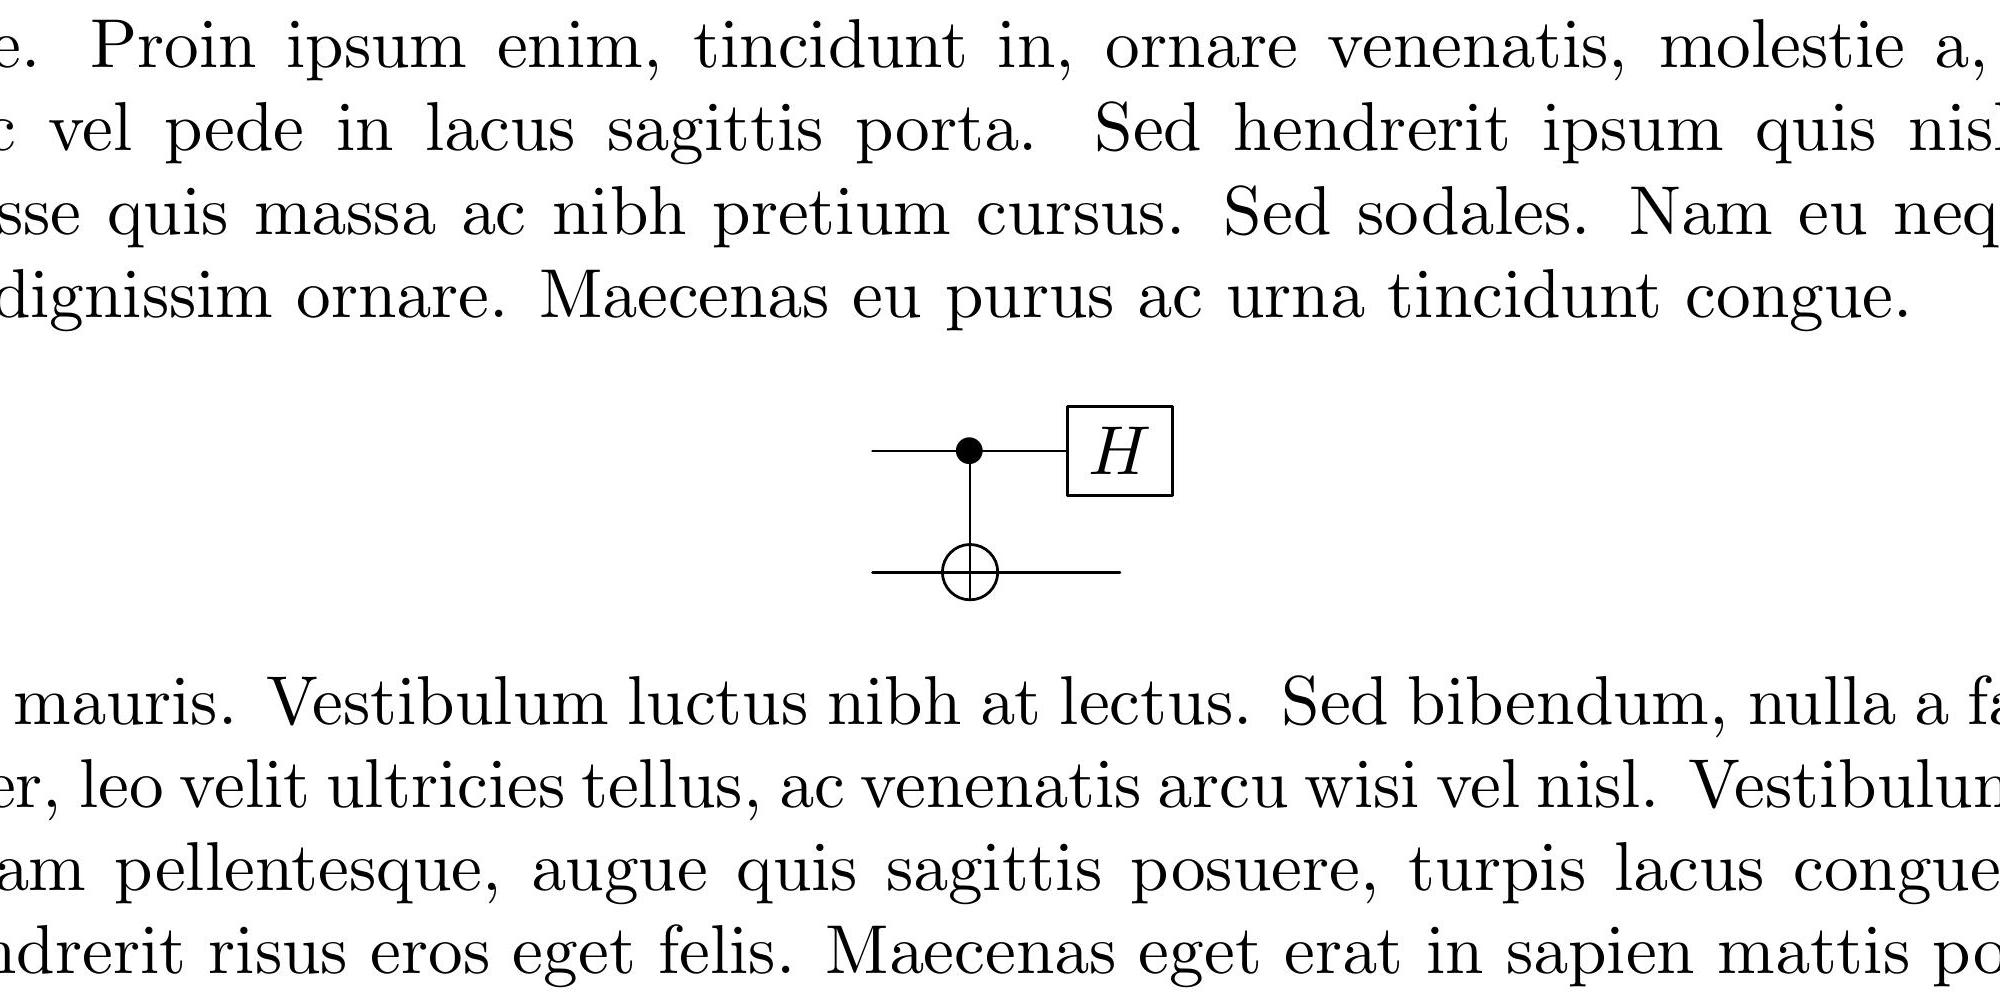 e. Proin ipsum enim, tincidunt in, ornare venenatis, molestie a,
c vel pede in lacus sagittis porta. Sed hendrerit ipsum quis nisl
sse quis massa ac nibh pretium cursus. Sed sodales. Nam eu neq
dignissim ornare. Maecenas eu purus ac urna tincidunt congue.
H
mauris. Vestibulum luctus nibh at lectus. Sed bibendum, nulla a fa
er, leo velit ultricies tellus, ac venenatis arcu wisi vel nisl. Vestibulum
am pellentesque, augue quis sagittis posuere, turpis lacus congue
ndrerit risus eros eget felis. Maecenas eget erat in sapien mattis po